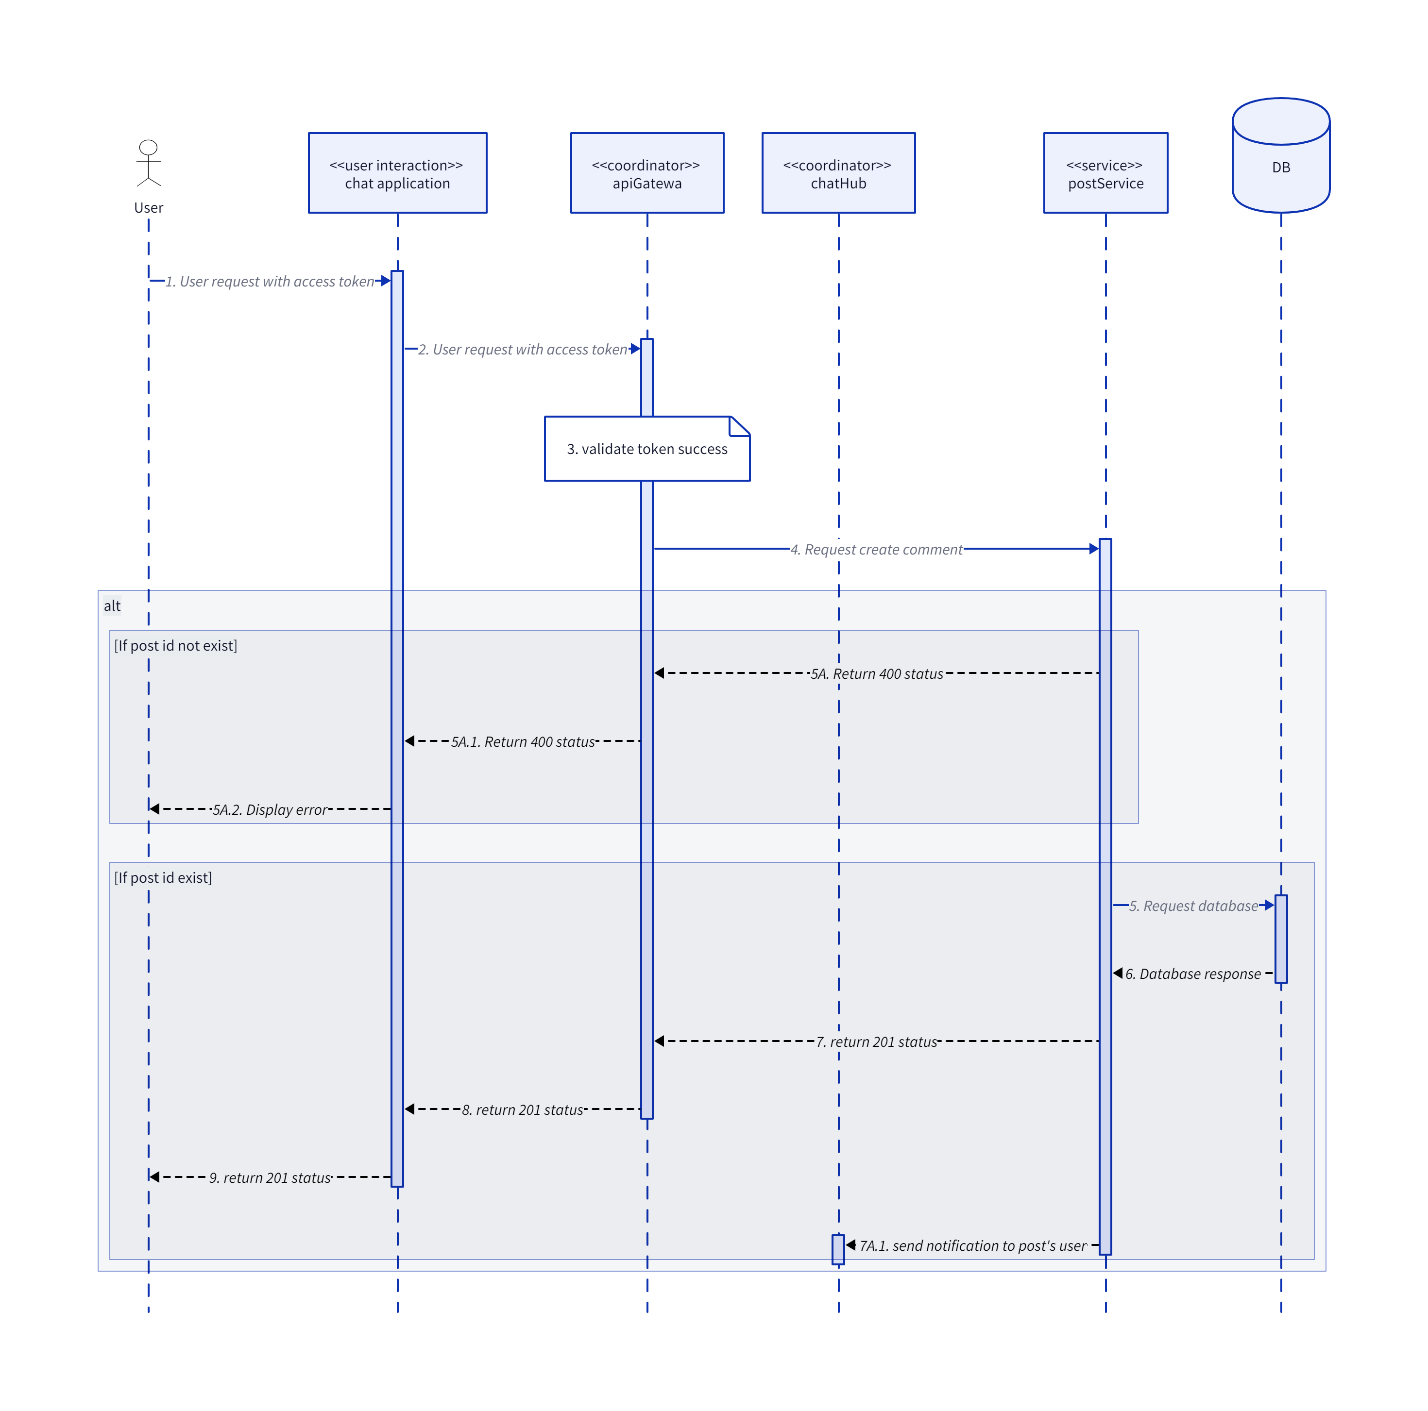 User
<<user interaction>>
chat application
<<coordinator>>
apiGatewa
<<coordinator>>
chatHub
<<service>>
postService
DB
1. User request with access token
2. User request with access token
3. validate token success
4. Request create comment
alt
[If post id not exist]
5A. Return 400 status
5A.1. Return 400 status
5A.2. Display error
[If post id exist]
5. Request database
6. Database response
7. return 201 status
8. return 201 status
9. return 201 status
7A.1. send notification to post's user